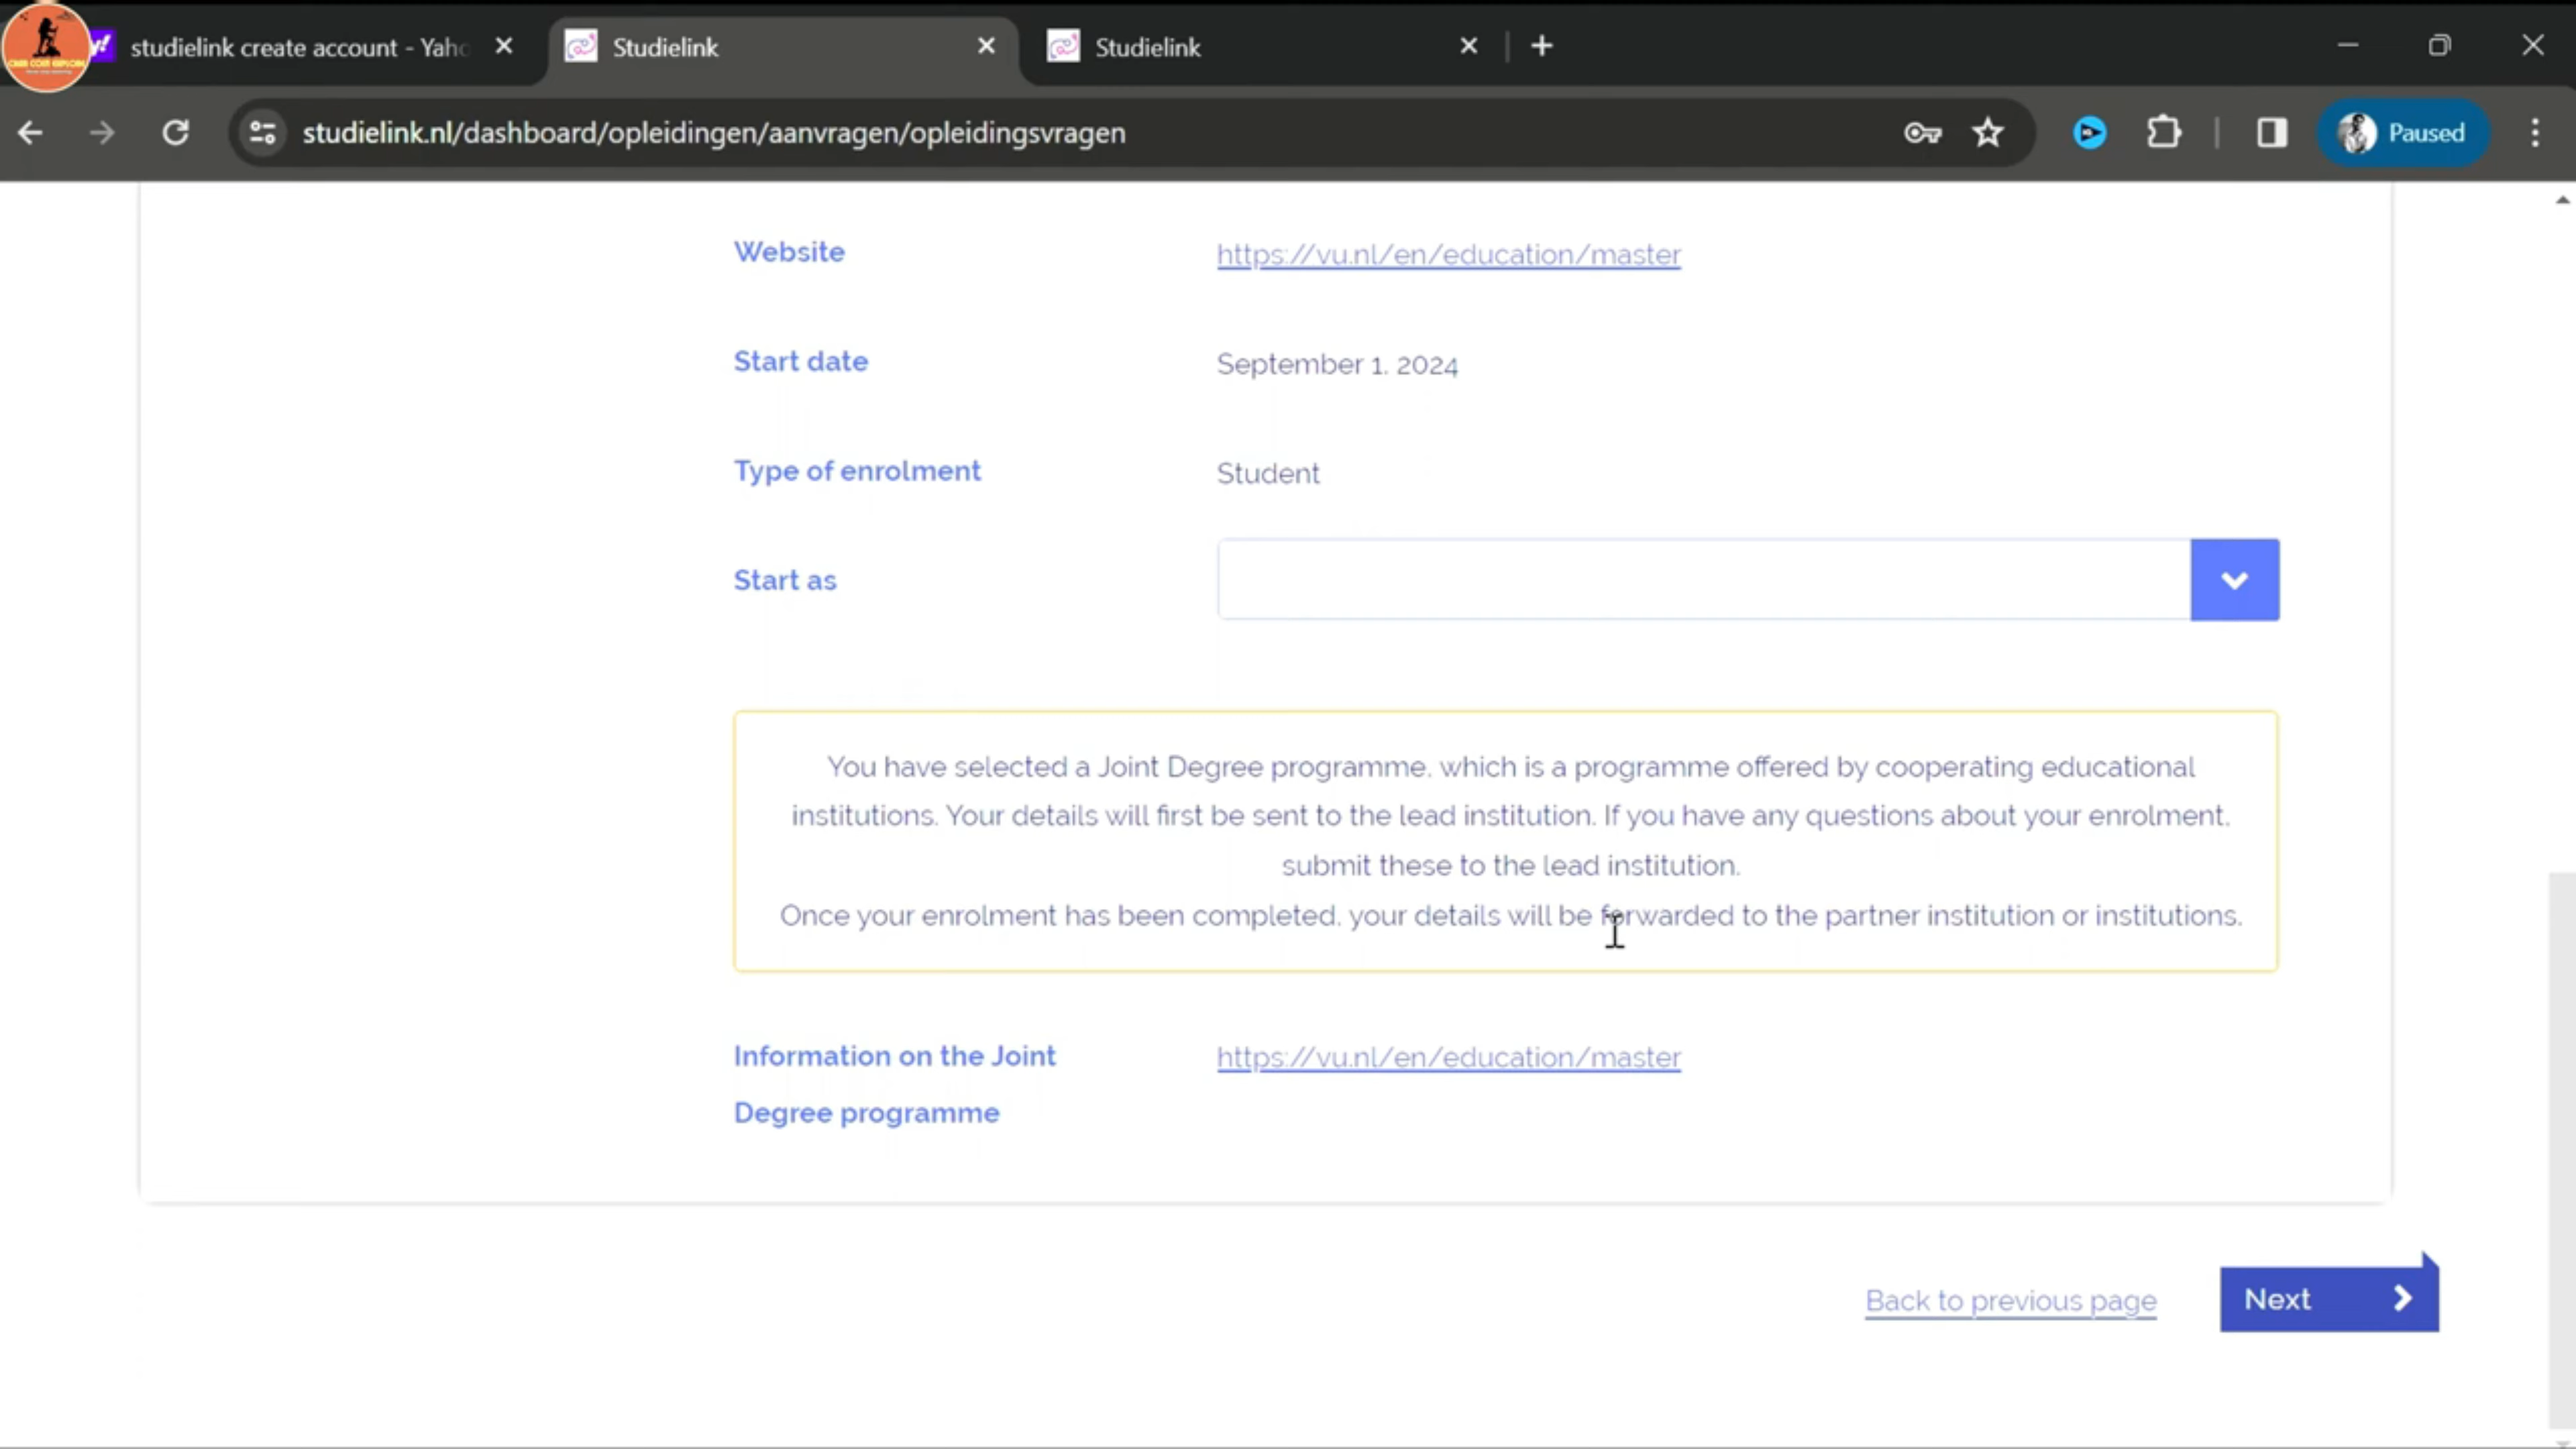 studielink create account - Yaho
Studielink
Studielink
studielink.nl/dashboard/opleidingen/aanvragen/opleidingsvragen
Paused
Website
https://vu.nl/en/education/master
Start date
September 1, 2024
Type of enrolment
Student
Start as
You have selected a Joint Degree programme, which is a programme offered by cooperating educational
institutions. Your details will first be sent to the lead institution. If you have any questions about your enrolment,
submit these to the lead institution.
Once your enrolment has been completed, your details will be forwarded to the partner institution or institutions.
Information on the Joint
Degree programme
https://vu.nl/en/education/master
Back to previous page
Next